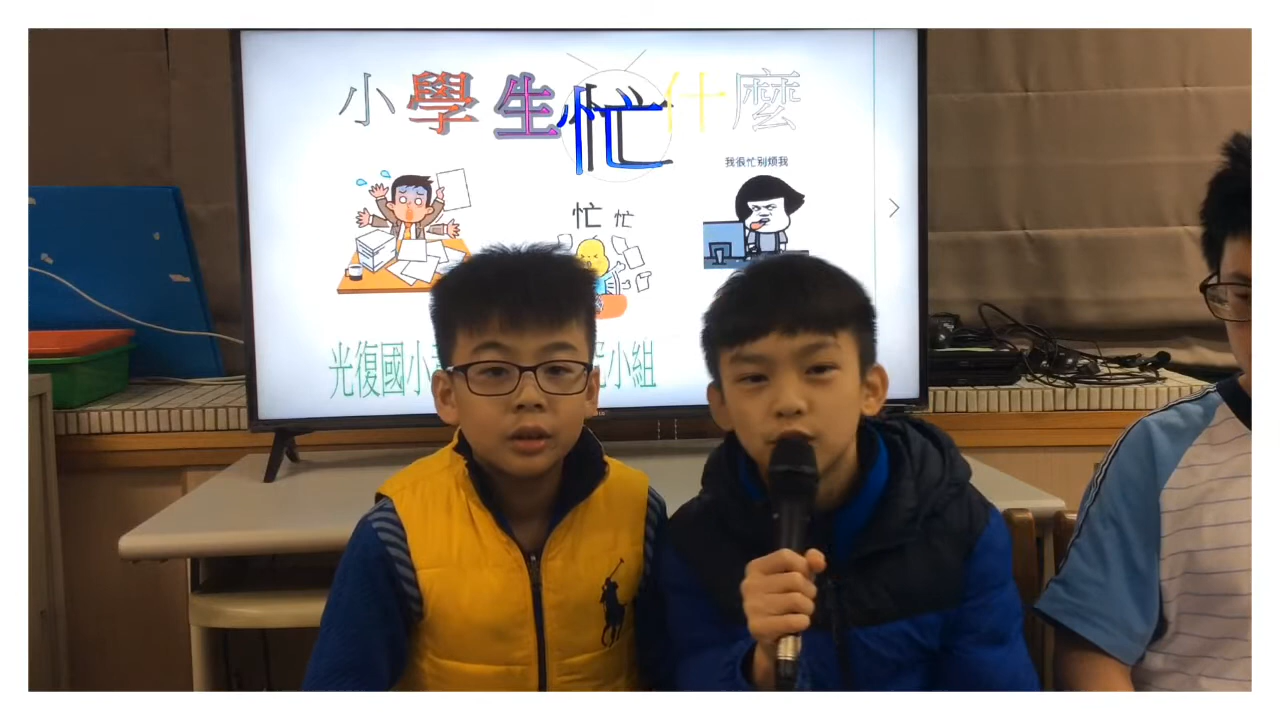 小學生忙什麼
我很忙别煩我
忙 忙
光復國小 小組